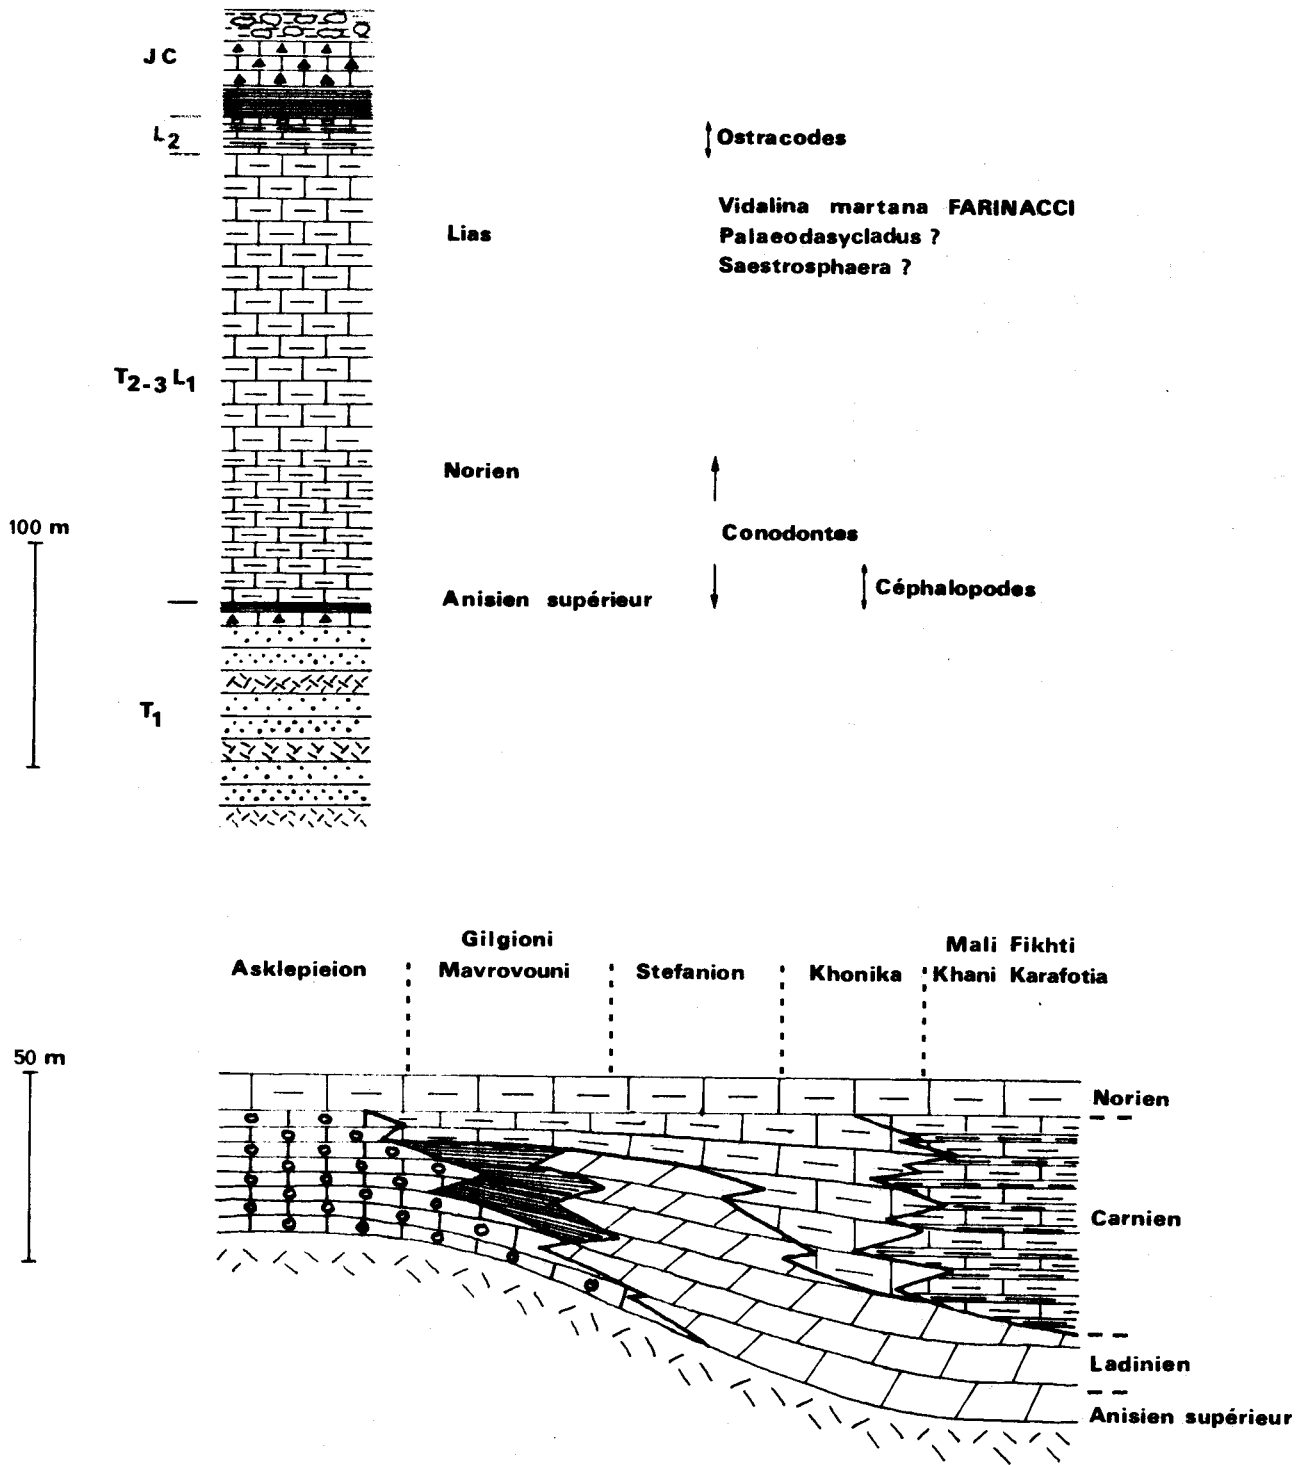 JC
L2
Ostracodes
Vidalina martana FARINACCI
Palaeodasycladus ?
Saestrosphaera ?
Lias
T2-3 L1
Norien
100 m
Conodontes
Anisien supérieur
Céphalopodes
T1
Gilgioni
Mali Fikhti
Asklepieion
Mavrovouni
Stefanion
Khonika
Khani Karafotia
50 m
Norien
Carnien
Ladinien
Anisien supérieur